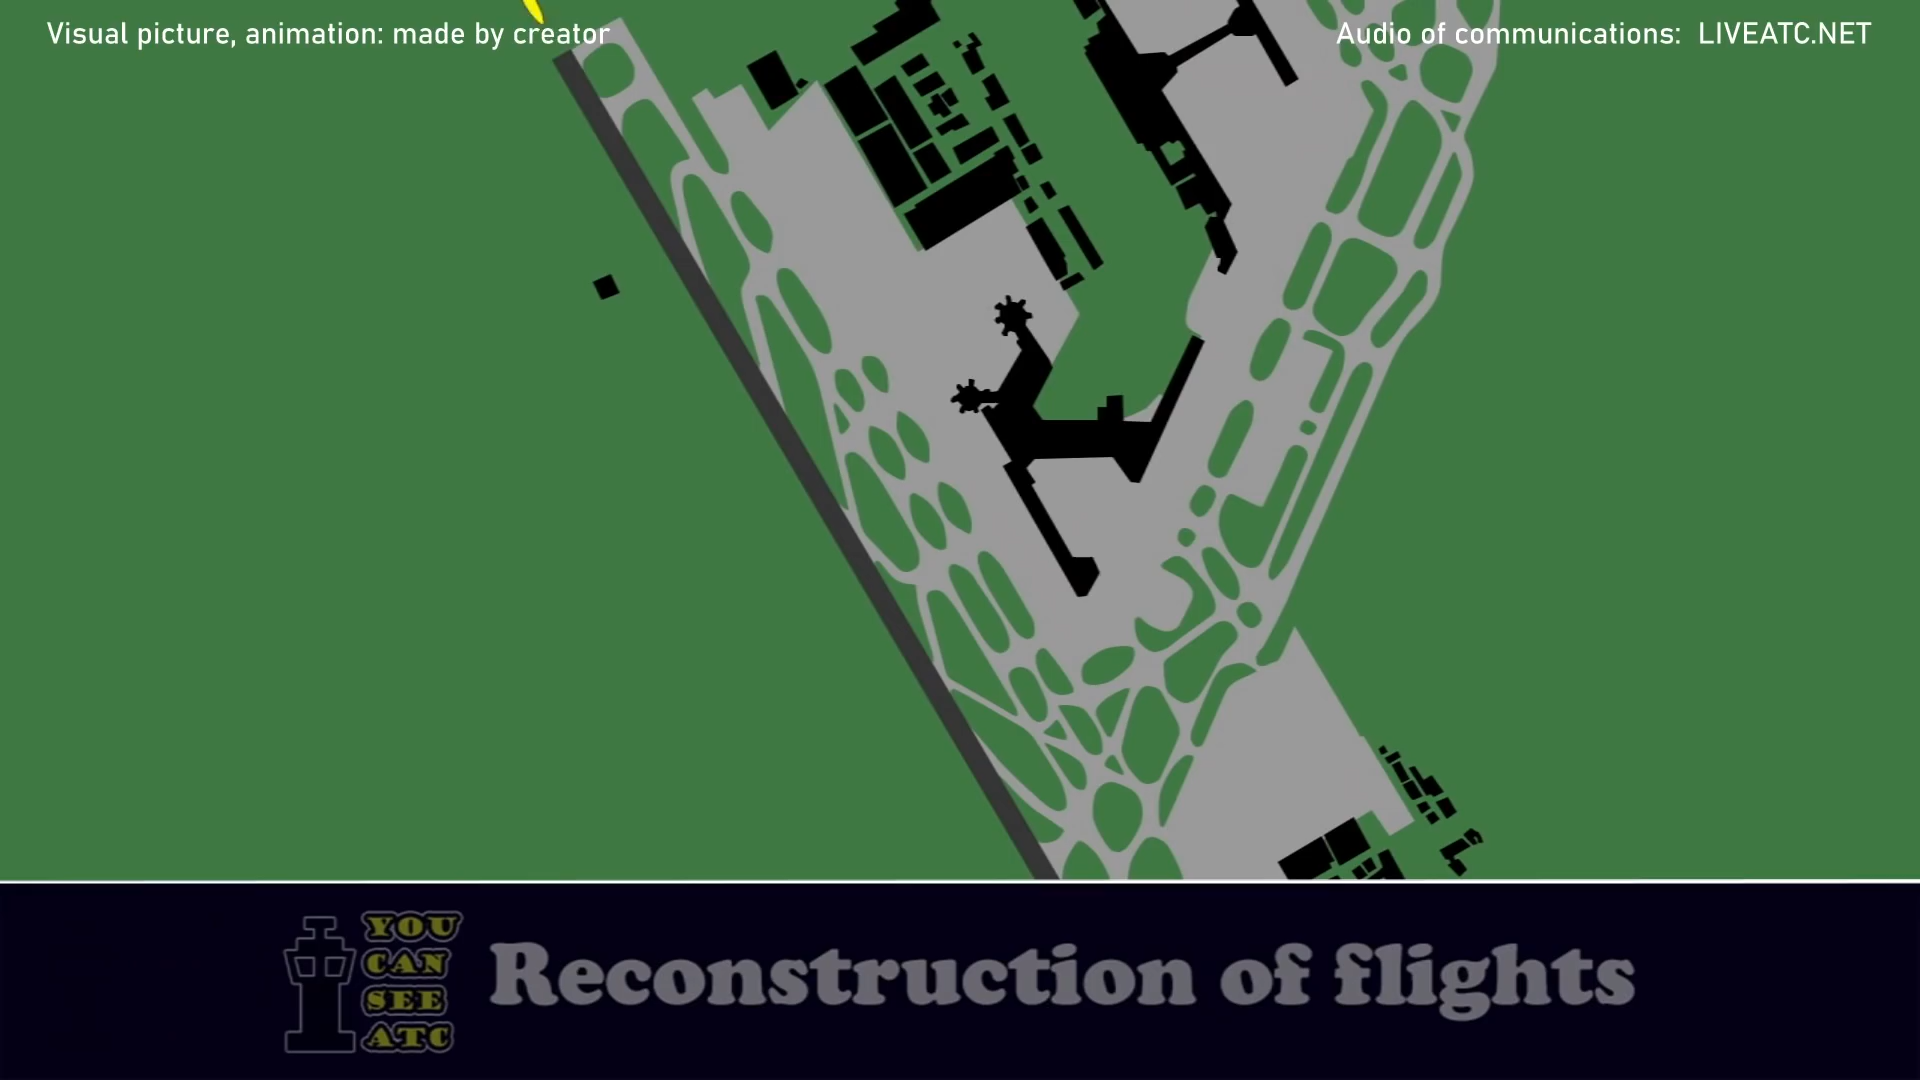 Visual picture, animation: made by creator
Audio of communications: LIVEATC.NET
YOU
CAN
SEE
ATC
Reconstruction of flights